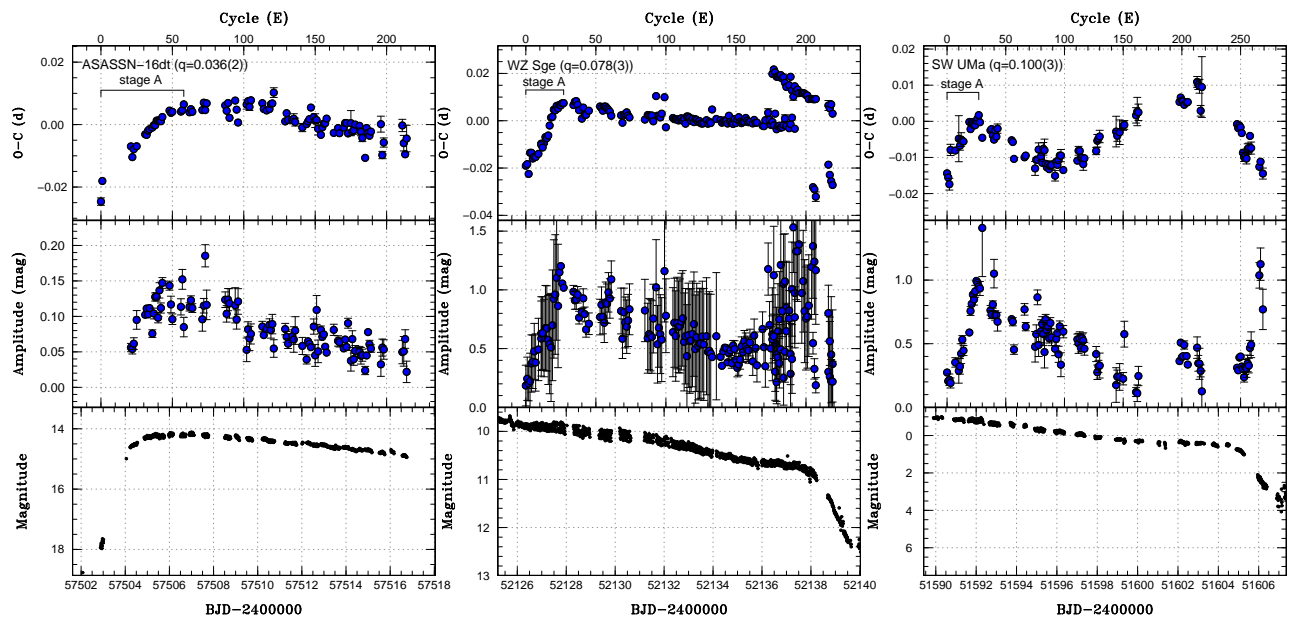 Cycle (E)
0 50 100 150 200
ASASSN−16dt (q=0.036(2))
stage A
0.02
0.00
−0.02
O−C (d)
0.20
0.15
0.10
0.05
0.00
Amplitude (mag)
14
16
18
Magnitude
57502 57504 57506 57508 57510 57512 57514 57516 57518
BJD−2400000
Cycle (E)
0 50 100 150 200
WZ Sge (q=0.078(3))
stage A
0.02
0.00
−0.02
−0.04
O−C (d)
1.5
1.0
0.5
0.0
Amplitude (mag)
10
11
12
13
Magnitude
52126 52128 52130 52132 52134 52136 52138 52140
BJD−2400000
Cycle (E)
0 50 100 150 200 250
SW UMa (q=0.100(3))
stage A
0.02
0.01
0.00
−0.01
−0.02
O−C (d)
1.0
0.5
0.0
Amplitude (mag)
0
2
4
6
Magnitude
51590 51592 51594 51596 51598 51600 51602 51604 51606
BJD−2400000